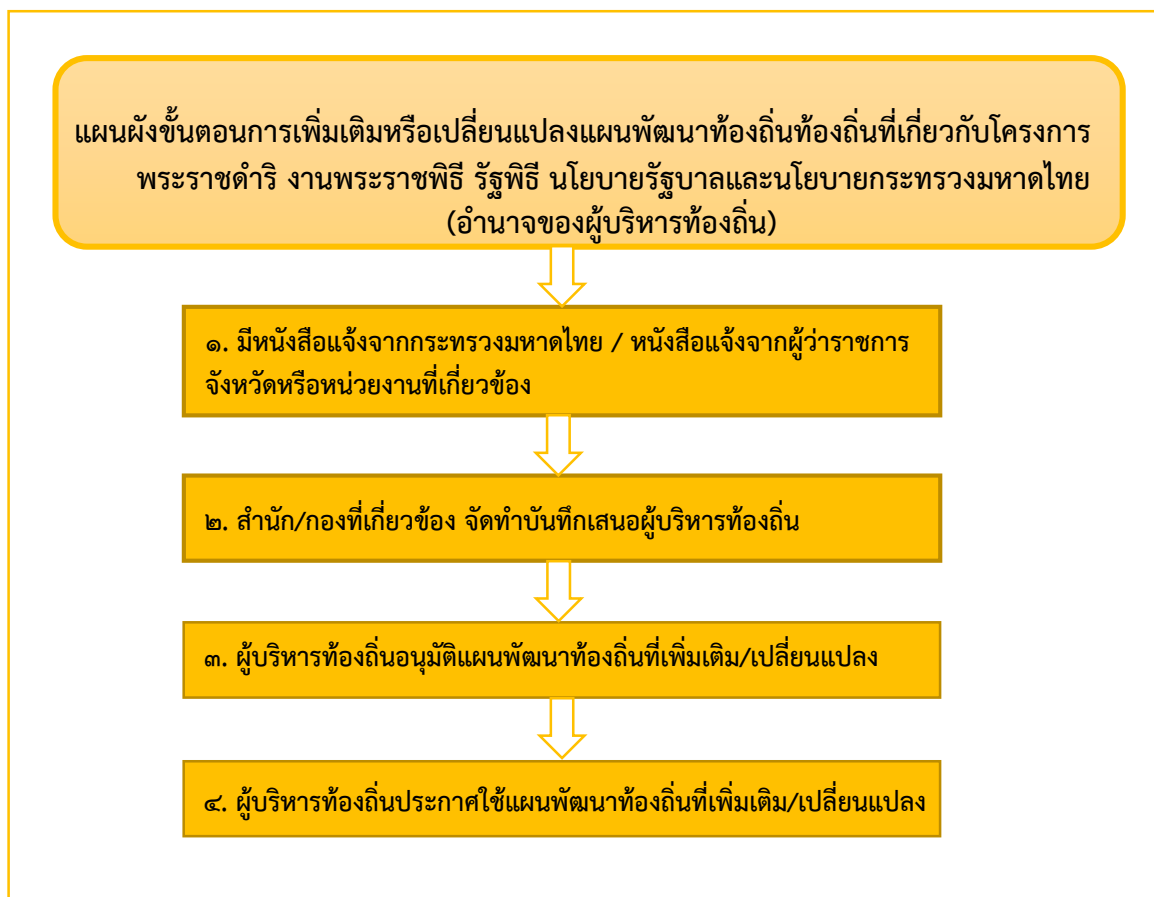 แผนผังขั้นตอนการเพิ่มเติมหรือเปลี่ยนแปลงแผนพัฒนาท้องถิ่นท้องถิ่นที่เกี่ยวกับโครงการ
พระราชดำริ งานพระราชพิธี รัฐพิธี นโยบายรัฐบาลและนโยบายกระทรวงมหาดไทย
(อำนาจของผู้บริหารท้องถิ่น)
๑. มีหนังสือแจ้งจากกระทรวงมหาดไทย / หนังสือแจ้งจากผู้ว่าราชการ
จังหวัดหรือหน่วยงานที่เกี่ยวข้อง
๒. สำนัก/กองที่เกี่ยวข้อง จัดทำบันทึกเสนอผู้บริหารท้องถิ่น
๓. ผู้บริหารท้องถิ่นอนุมัติแผนพัฒนาท้องถิ่นที่เพิ่มเติม/เปลี่ยนแปลง
๔. ผู้บริหารท้องถิ่นประกาศใช้แผนพัฒนาท้องถิ่นที่เพิ่มเติม/เปลี่ยนแปลง